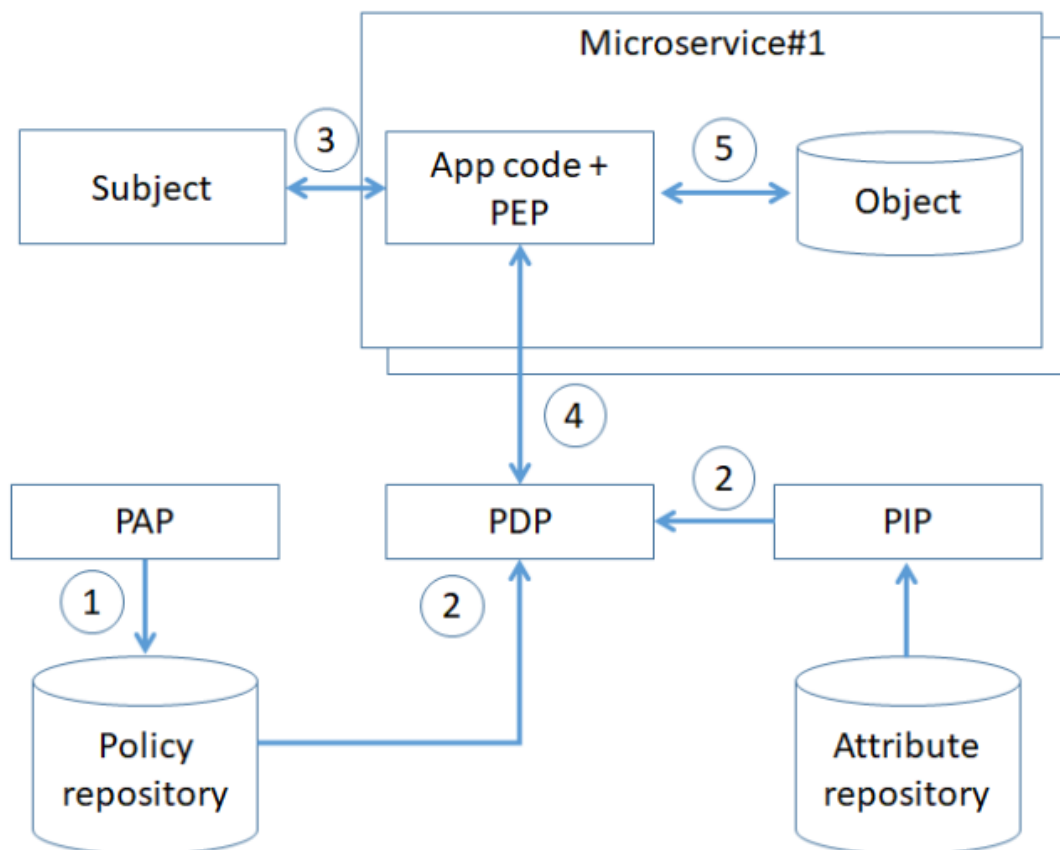 Microservice#1
3
5
Subject
App code +
PEP
Object
4
2
PAP
PDP
PIP
1
2
Policy
repository
Attribute
repository